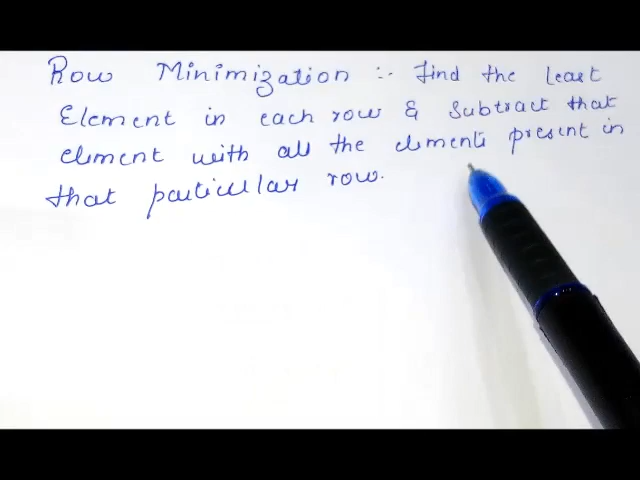 Row Minimization :- Find the least
Element in each row & Subtract that
element with all the elements present in
that particular row.